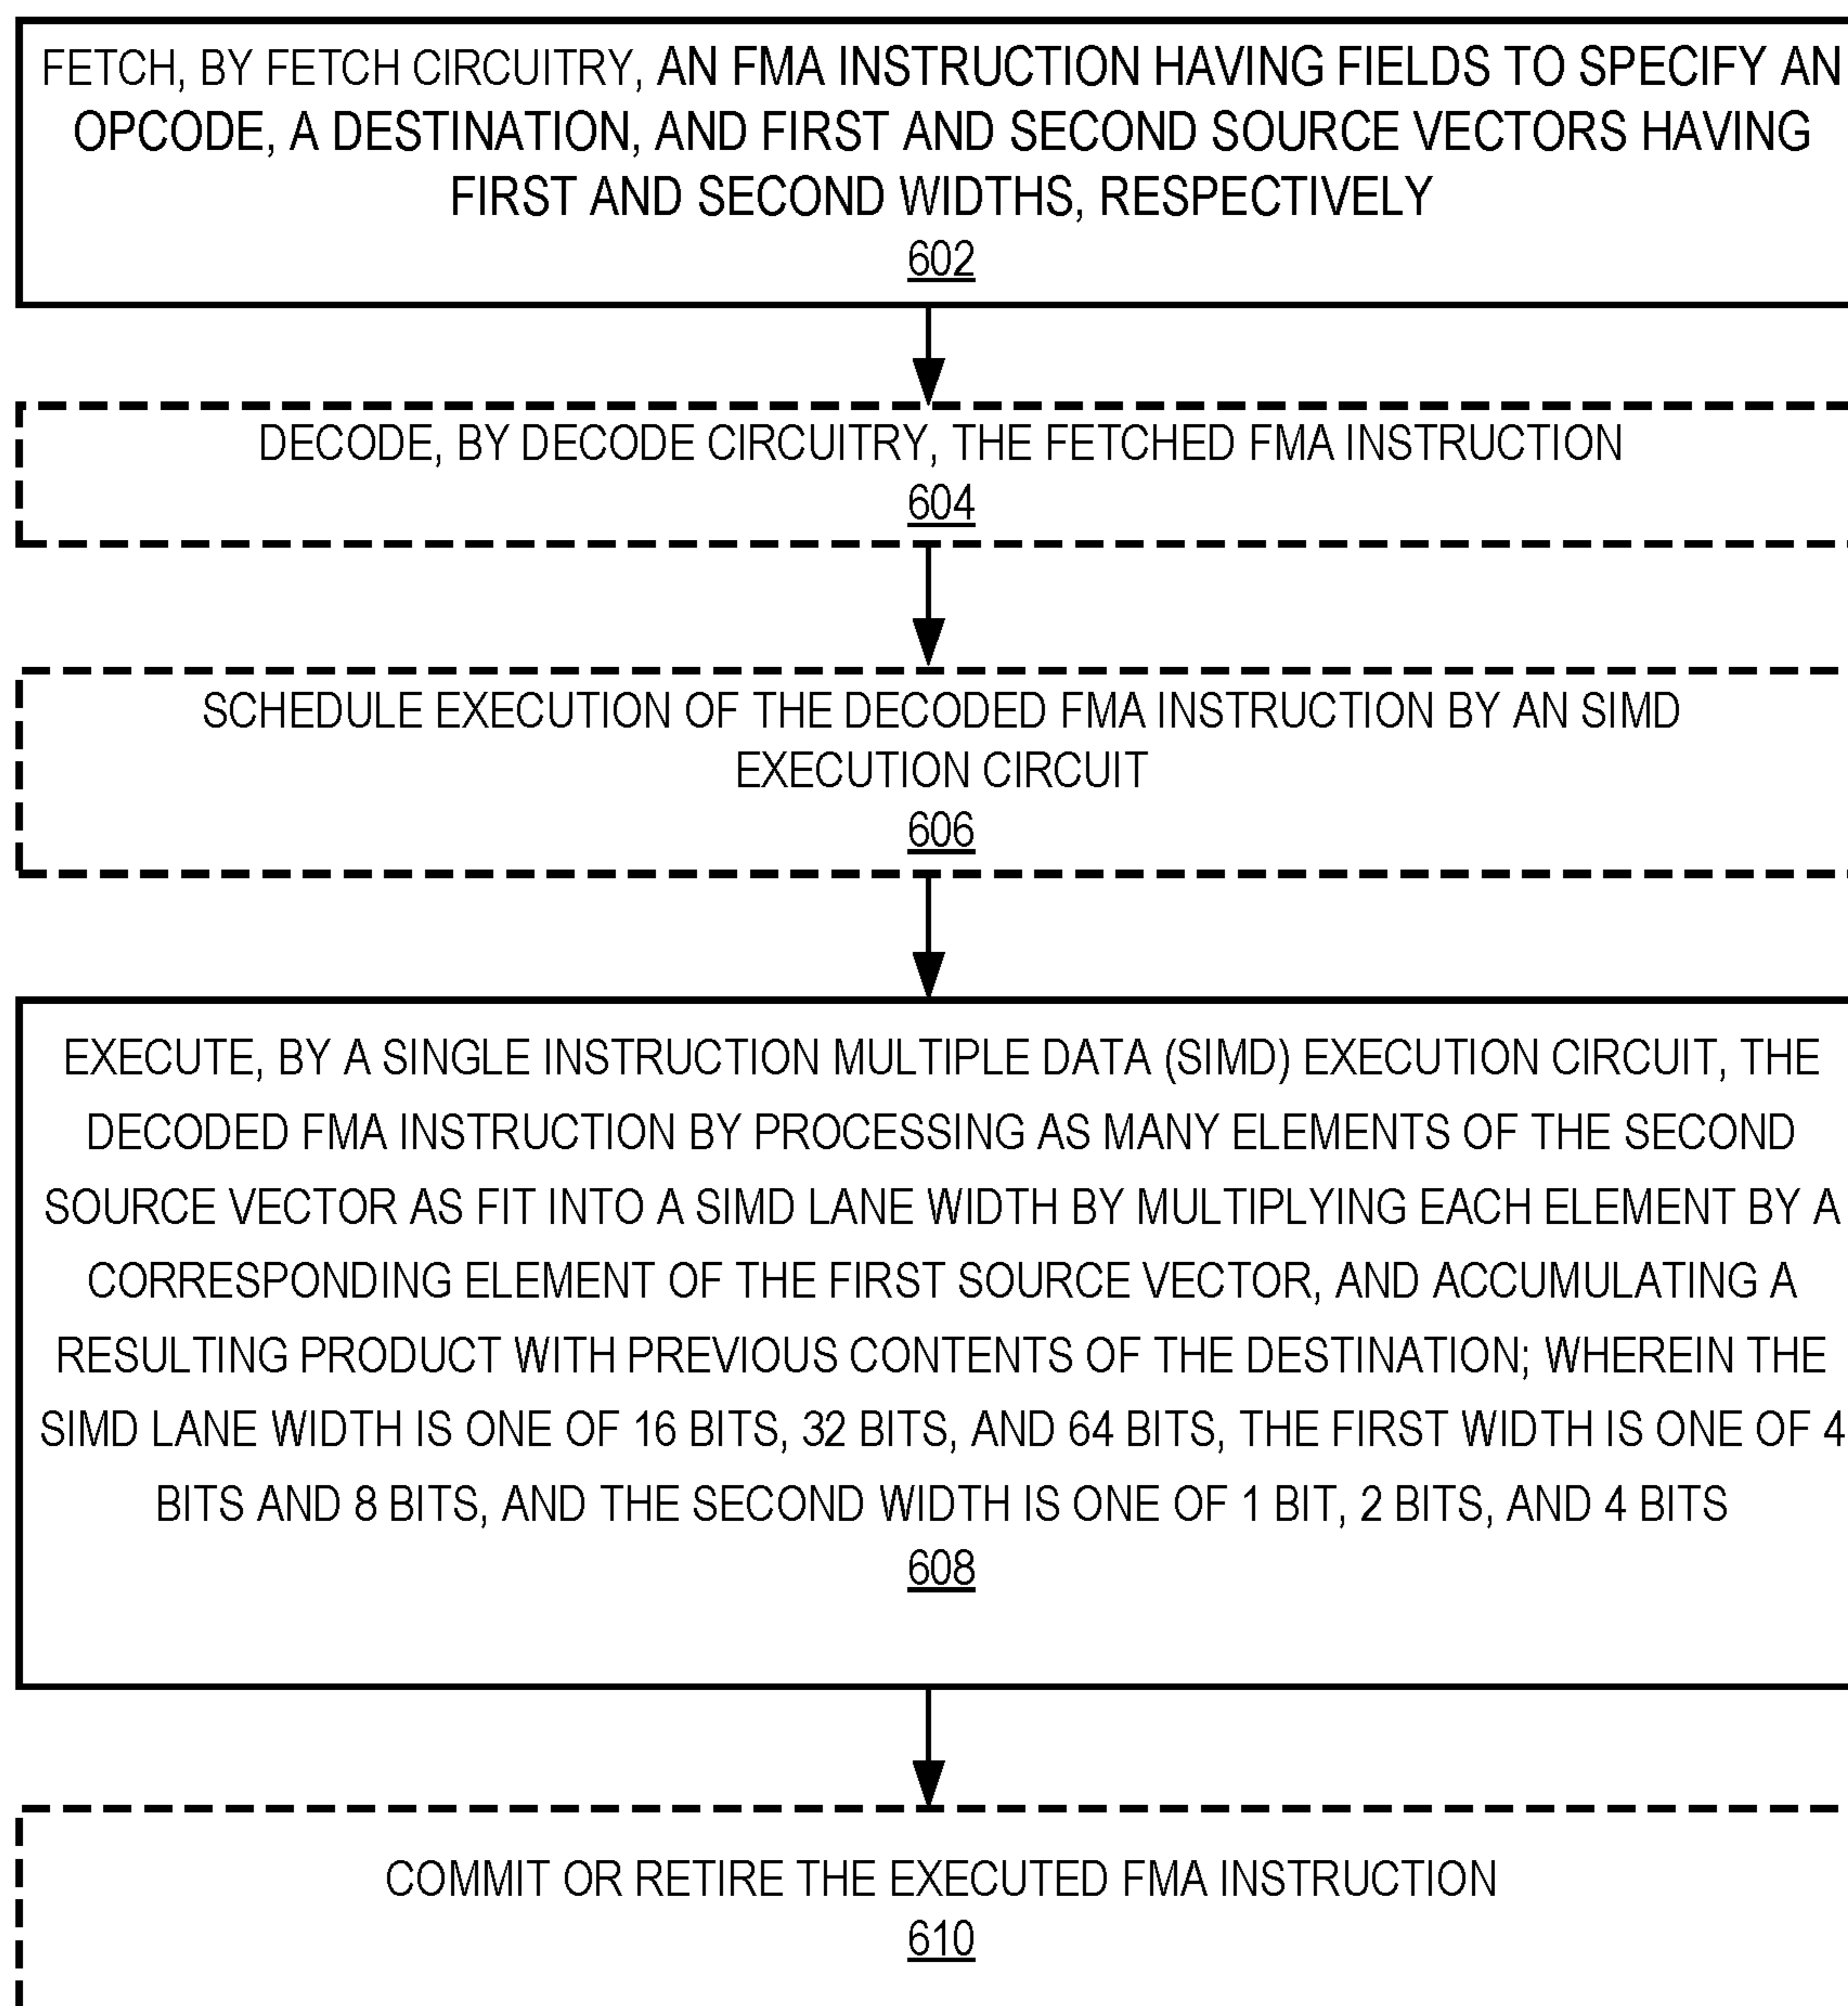 FETCH, BY FETCH CIRCUITRY, AN FMA INSTRUCTION HAVING FIELDS TO SPECIFY AN
OPCODE, A DESTINATION, AND FIRST AND SECOND SOURCE VECTORS HAVING
FIRST AND SECOND WIDTHS, RESPECTIVELY
602
DECODE, BY DECODE CIRCUITRY, THE FETCHED FMA INSTRUCTION
604
SCHEDULE EXECUTION OF THE DECODED FMA INSTRUCTION BY AN SIMD
EXECUTION CIRCUIT
606
EXECUTE, BY A SINGLE INSTRUCTION MULTIPLE DATA (SIMD) EXECUTION CIRCUIT, THE
DECODED FMA INSTRUCTION BY PROCESSING AS MANY ELEMENTS OF THE SECOND
SOURCE VECTOR AS FIT INTO A SIMD LANE WIDTH BY MULTIPLYING EACH ELEMENT BY A
CORRESPONDING ELEMENT OF THE FIRST SOURCE VECTOR, AND ACCUMULATING A
RESULTING PRODUCT WITH PREVIOUS CONTENTS OF THE DESTINATION; WHEREIN THE
SIMD LANE WIDTH IS ONE OF 16 BITS, 32 BITS, AND 64 BITS, THE FIRST WIDTH IS ONE OF 4
BITS AND 8 BITS, AND THE SECOND WIDTH IS ONE OF 1 BIT, 2 BITS, AND 4 BITS
608
COMMIT OR RETIRE THE EXECUTED FMA INSTRUCTION
610